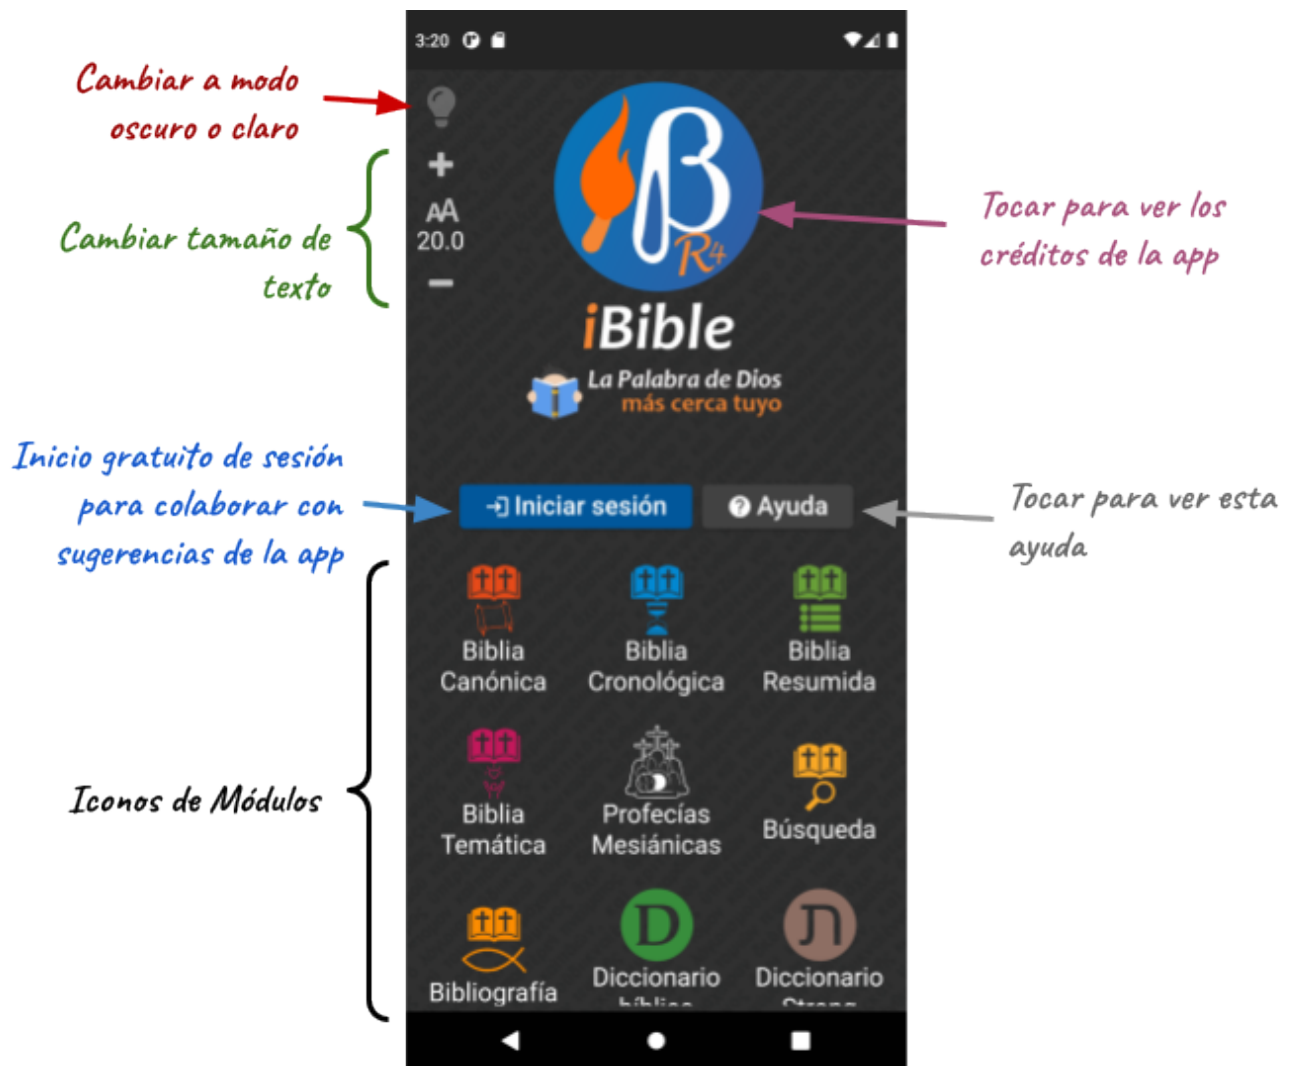 3:20
Cambiar a modo
oscuro o claro
Cambiar tamaño de
texto
AA
20.0
β
R4
iBible
La Palabra de Dios
más cerca tuyo
Tocar para ver los
créditos de la app
Inicio gratuito de sesión
para colaborar con
sugerencias de la app
Iniciar sesión
Ayuda
Tocar para ver esta
ayuda
Iconos de Módulos
Biblia
Canónica
Biblia
Cronológica
Biblia
Resumida
Biblia
Temática
Profecías
Mesiánicas
Búsqueda
Bibliografía
D
Diccionario
bíblico
ת
Diccionario
Strong